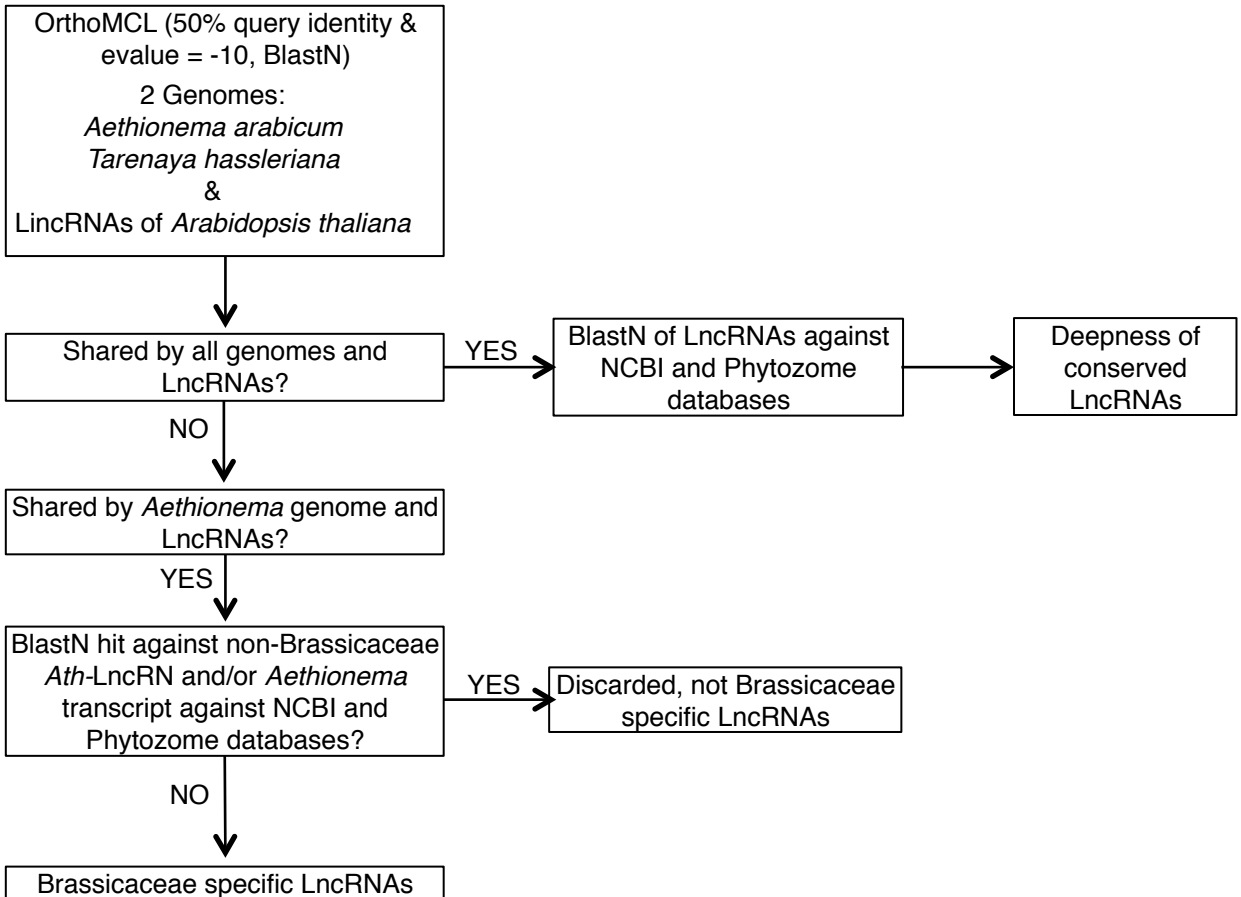 OrthoMCL (50% query identity &
evalue = -10, BlastN)
2 Genomes:
Aethionema arabicum
Tarenaya hassleriana
&
LincRNAs of Arabidopsis thaliana
Shared by all genomes and
LncRNAs?
YES
BlastN of LncRNAs against
NCBI and Phytozome
databases
Deepness of
conserved
LncRNAs
NO
Shared by Aethionema genome and
LncRNAs?
YES
BlastN hit against non-Brassicaceae
Ath-LncRN and/or Aethionema
transcript against NCBI and
Phytozome databases?
YES
Discarded, not Brassicaceae
specific LncRNAs
NO
Brassicaceae specific LncRNAs